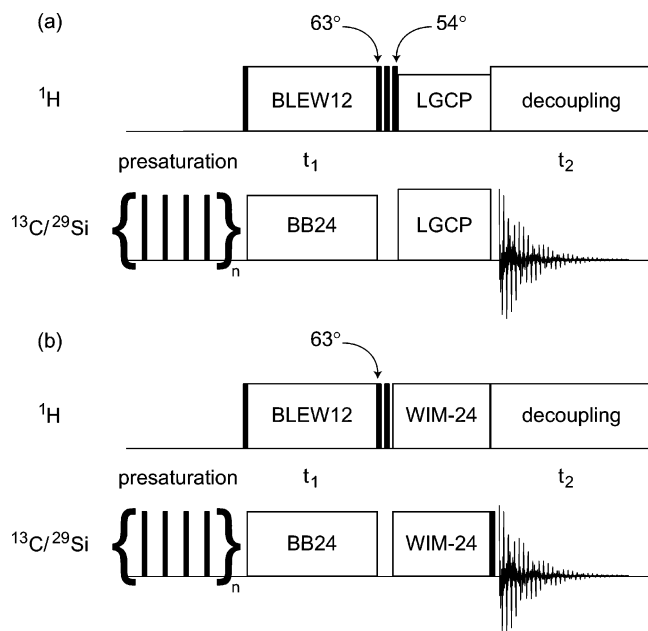 (a)
63° 54°
¹H BLEW12 LGCP decoupling
presaturation t₁ t₂
¹³C/²⁹Si { } n BB24 LGCP
(b)
63°
¹H BLEW12 WIM-24 decoupling
presaturation t₁ t₂
¹³C/²⁹Si { } n BB24 WIM-24